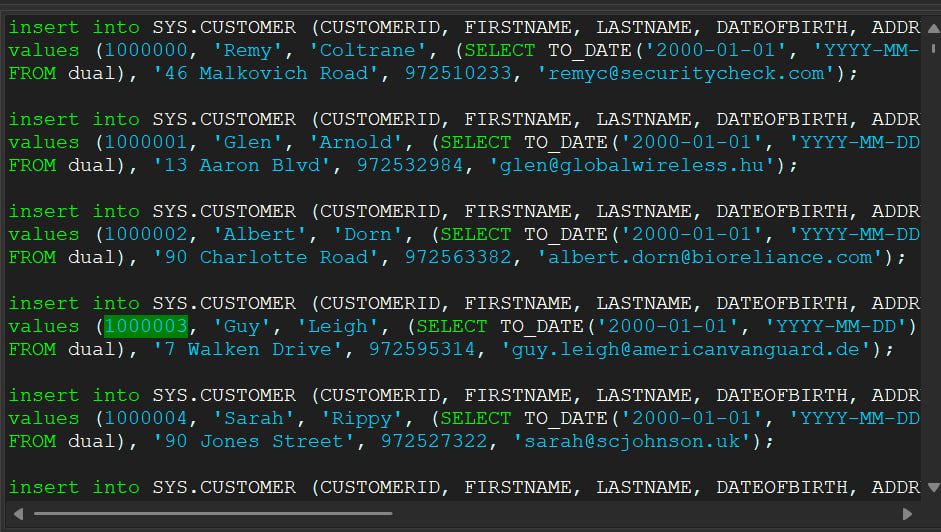 insert into SYS.CUSTOMER (CUSTOMERID, FIRSTNAME, LASTNAME, DATEOFBIRTH, ADDR
values (1000000, 'Remy', 'Coltrane', (SELECT TO_DATE('2000-01-01', 'YYYY-MM-
FROM dual), '46 Malkovich Road', 972510233, 'remyc@securitycheck.com');
insert into SYS.CUSTOMER (CUSTOMERID, FIRSTNAME, LASTNAME, DATEOFBIRTH, ADDR
values (1000001, 'Glen', 'Arnold', (SELECT TO_DATE('2000-01-01', 'YYYY-MM-DD
FROM dual), '13 Aaron Blvd', 972532984, 'glen@globalwireless.hu');
insert into SYS.CUSTOMER (CUSTOMERID, FIRSTNAME, LASTNAME, DATEOFBIRTH, ADDR
values (1000002, 'Albert', 'Dorn', (SELECT TO_DATE('2000-01-01', 'YYYY-MM-DD
FROM dual), '90 Charlotte Road', 972563382, 'albert.dorn@bioreliance.com');
insert into SYS.CUSTOMER (CUSTOMERID, FIRSTNAME, LASTNAME, DATEOFBIRTH, ADDR
values (1000003, 'Guy', 'Leigh', (SELECT TO_DATE('2000-01-01', 'YYYY-MM-DD')
FROM dual), '7 Walken Drive', 972595314, 'guy.leigh@americanvanguard.de');
insert into SYS.CUSTOMER (CUSTOMERID, FIRSTNAME, LASTNAME, DATEOFBIRTH, ADDR
values (1000004, 'Sarah', 'Rippy', (SELECT TO_DATE('2000-01-01', 'YYYY-MM-DD
FROM dual), '90 Jones Street', 972527322, 'sarah@scjohnson.uk');
insert into SYS.CUSTOMER (CUSTOMERID, FIRSTNAME, LASTNAME, DATEOFBIRTH, ADDR